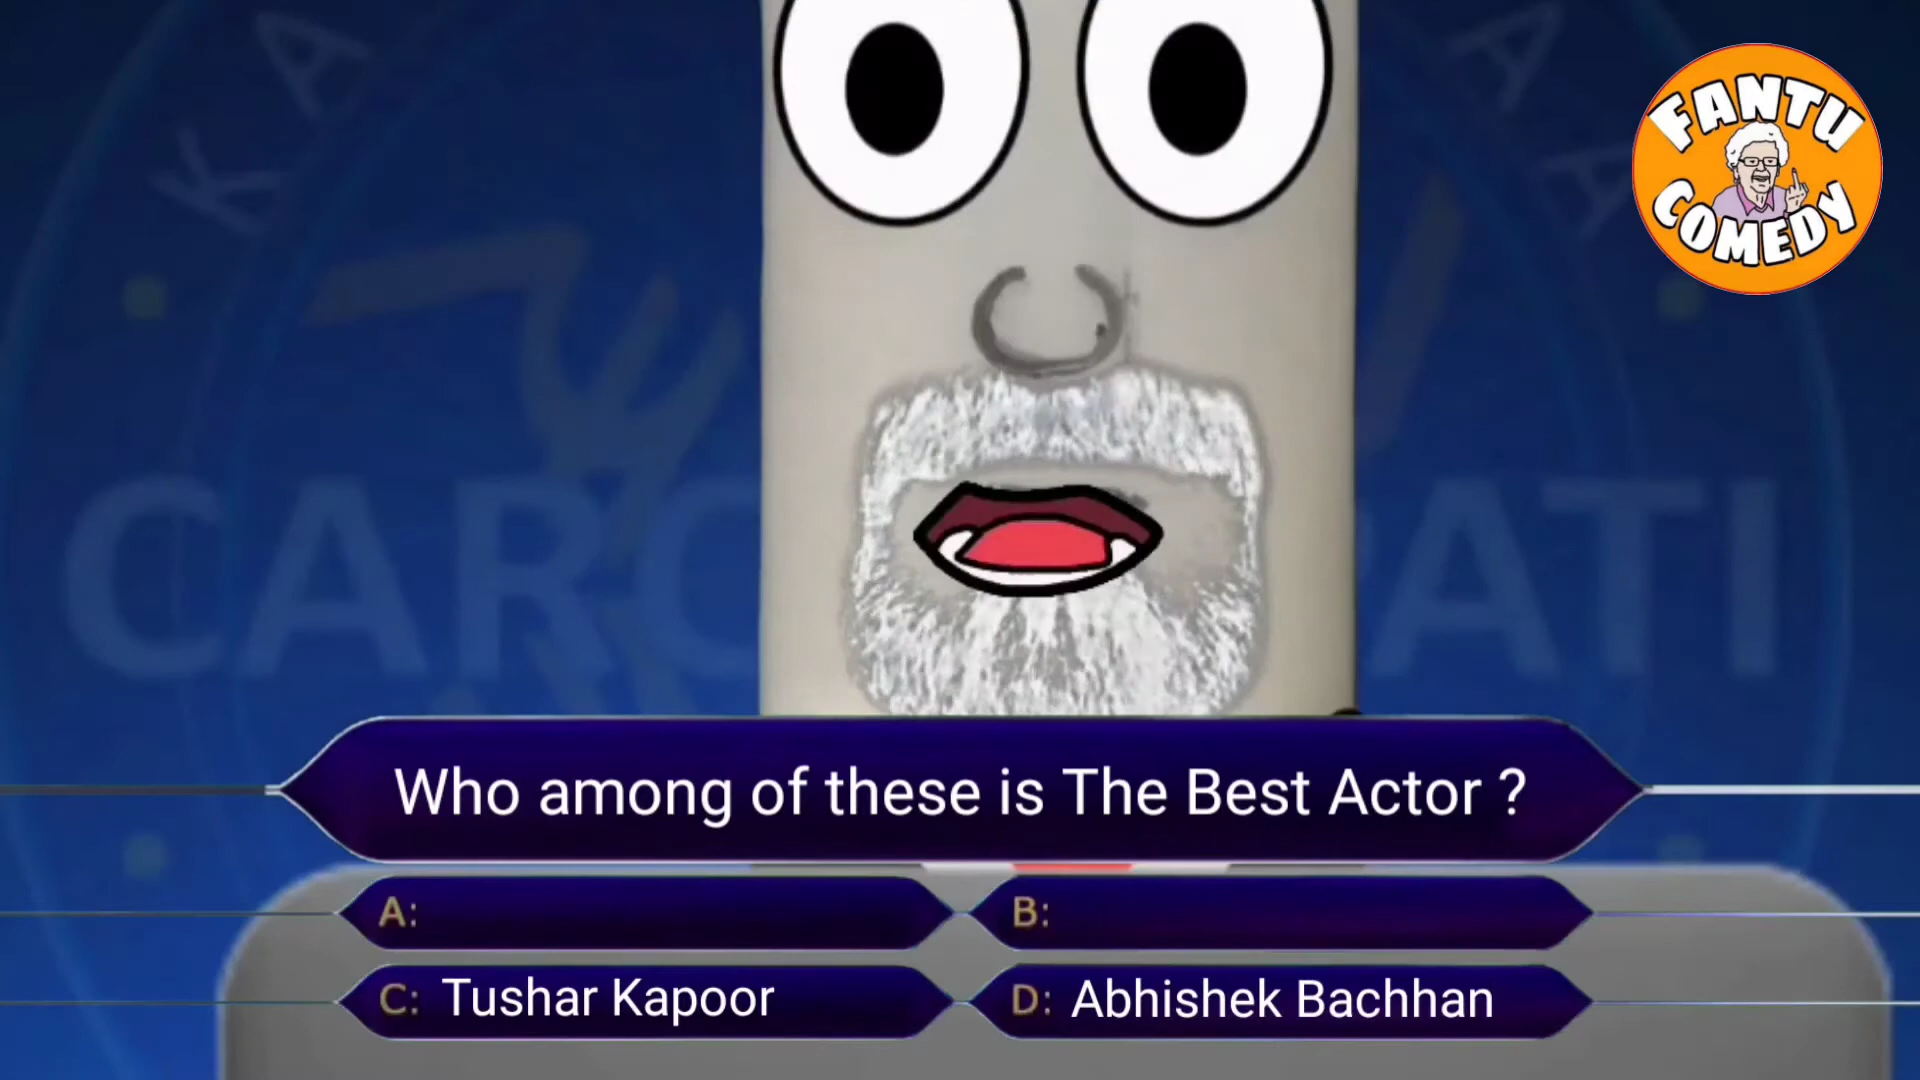 FANTU
COMEDY
Who among of these is The Best Actor ?
A:
B:
C: Tushar Kapoor
D: Abhishek Bachhan